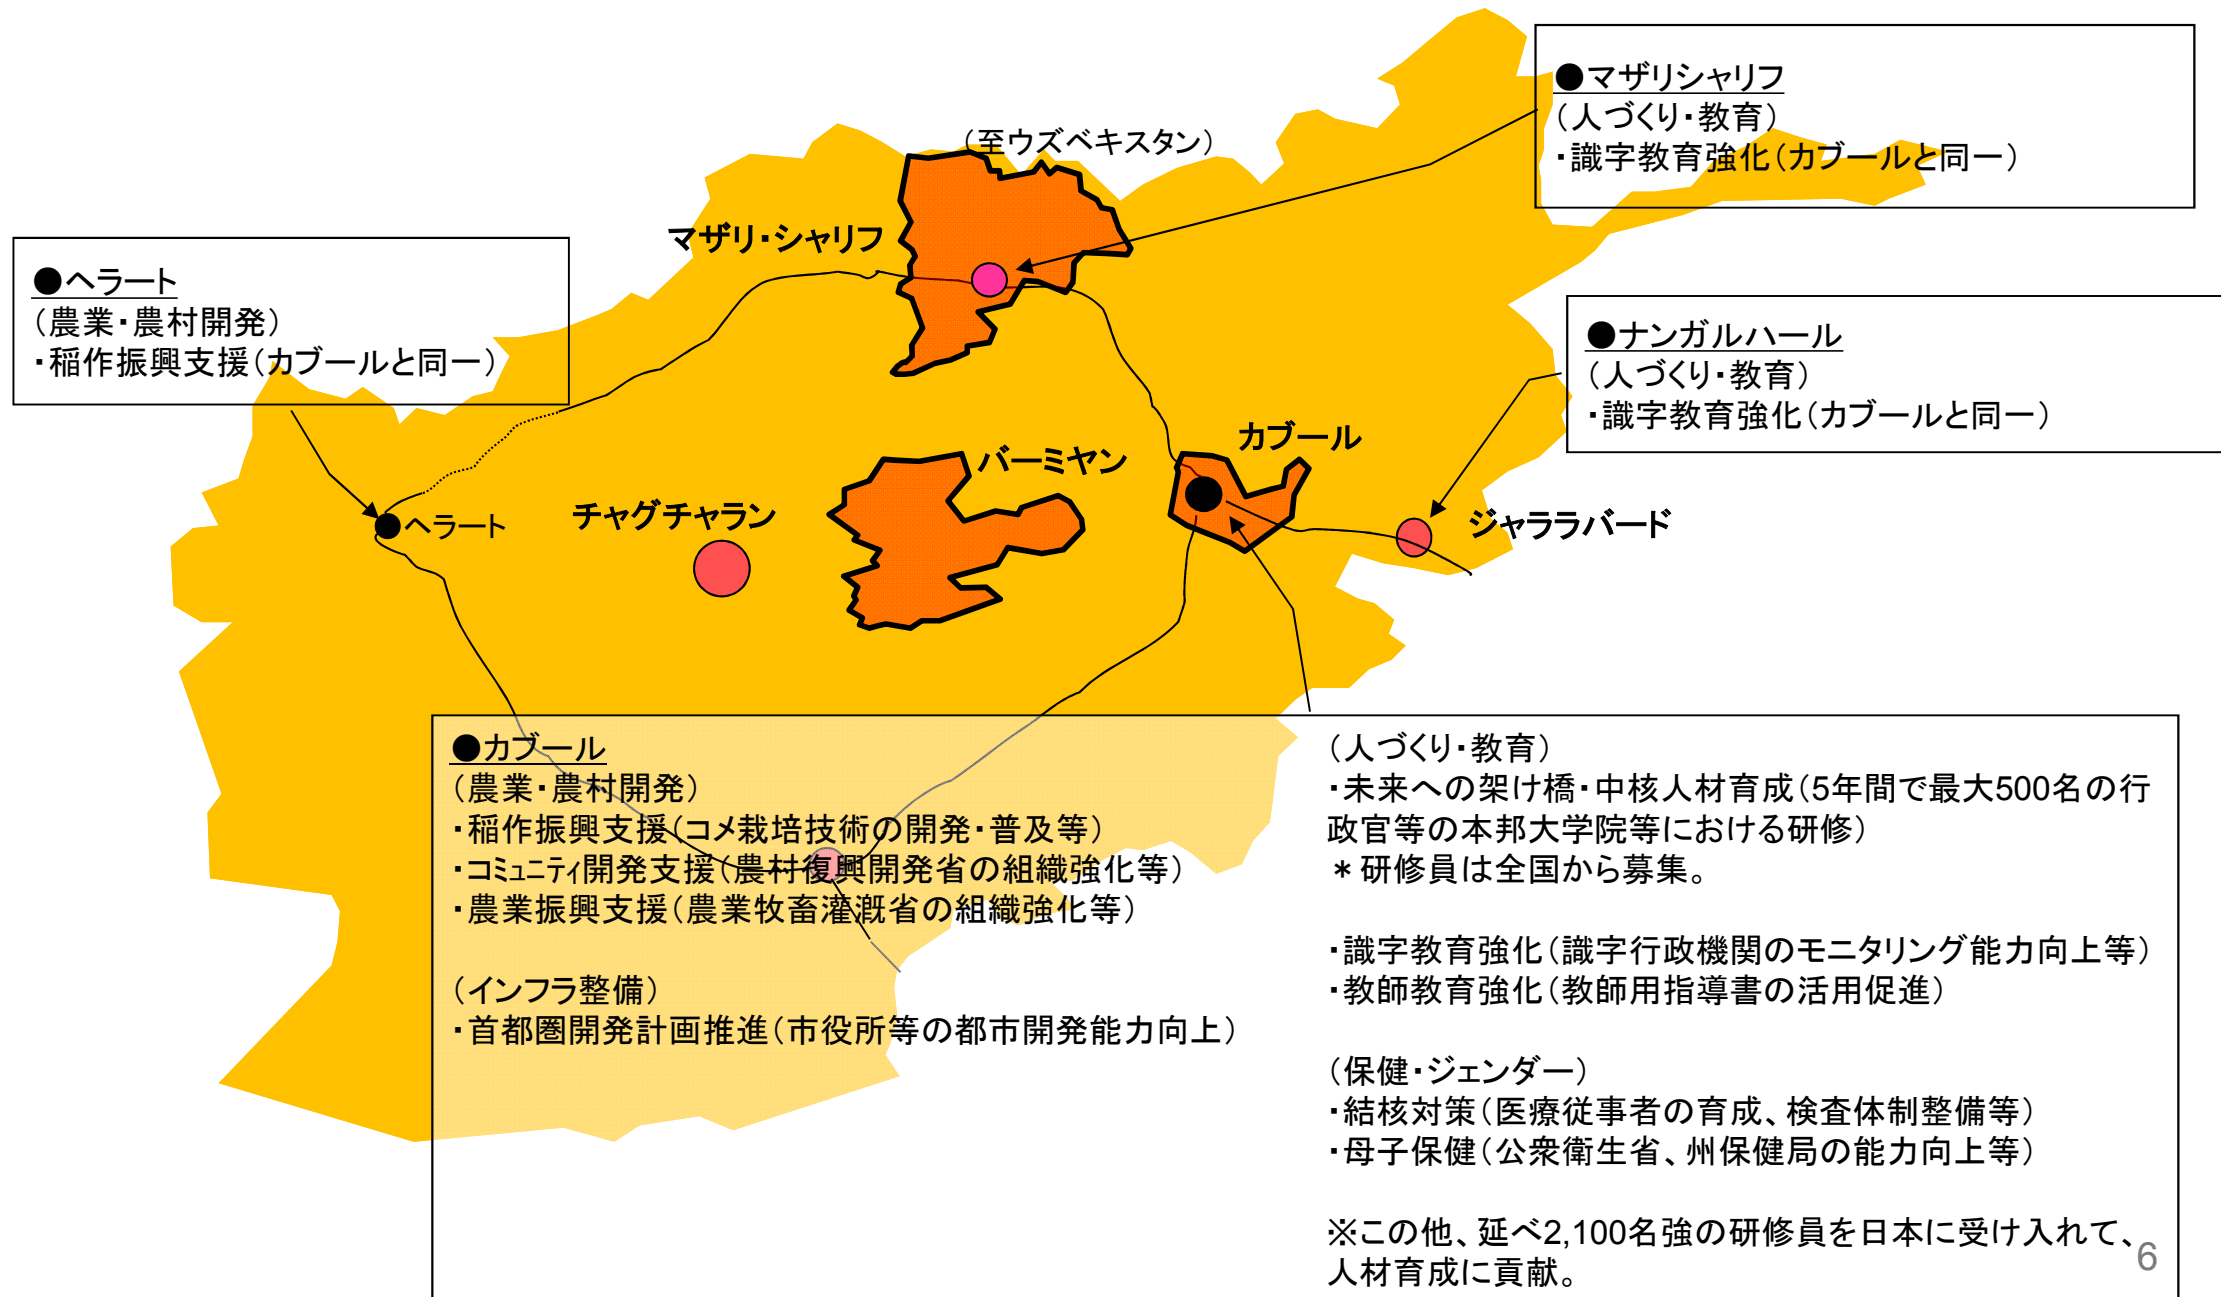 ●マザリシャリフ
（人づくり・教育）
・識字教育強化（カブールと同一）
（至ウズベキスタン）
マザリ・シャリフ
●ヘラート
（農業・農村開発）
・稲作振興支援（カブールと同一）
●ナンガルハール
（人づくり・教育）
・識字教育強化（カブールと同一）
カブール
バーミヤン
チャグチャラン
ヘラート
ジャララバード
●カブール
（農業・農村開発）
・稲作振興支援（コメ栽培技術の開発・普及等）
・コミュニティ開発支援（農村復興開発省の組織強化等）
・農業振興支援（農業牧畜灌漑省の組織強化等）
（インフラ整備）
・首都圏開発計画推進（市役所等の都市開発能力向上）
（人づくり・教育）
・未来への架け橋・中核人材育成（5年間で最大500名の行
政官等の本邦大学院等における研修）
＊研修員は全国から募集。
・識字教育強化（識字行政機関のモニタリング能力向上等）
・教師教育強化（教師用指導書の活用促進）
（保健・ジェンダー）
・結核対策（医療従事者の育成、検査体制整備等）
・母子保健（公衆衛生省、州保健局の能力向上等）
※この他、延べ2,100名強の研修員を日本に受け入れて、
人材育成に貢献。
6